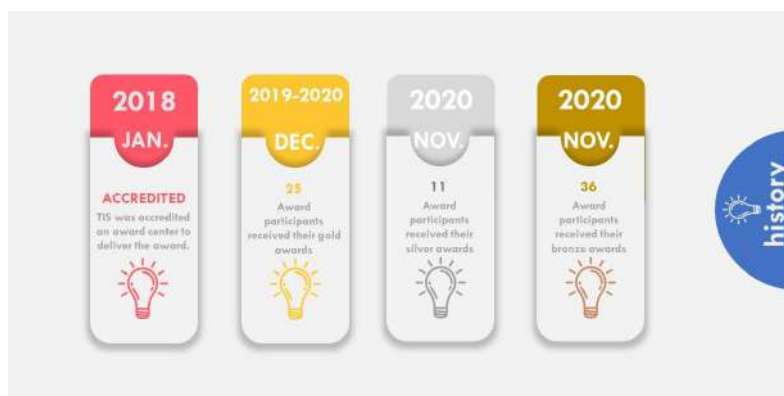 2018
JAN.
ACCREDITED
TIS was accredited
an award center to
deliver the award.
2019-2020
DEC.
25
Award
participants
received their gold
awards
2020
NOV.
11
Award
participants
received their
silver awards
2020
NOV.
36
Award
participants
received their
bronze awards
history